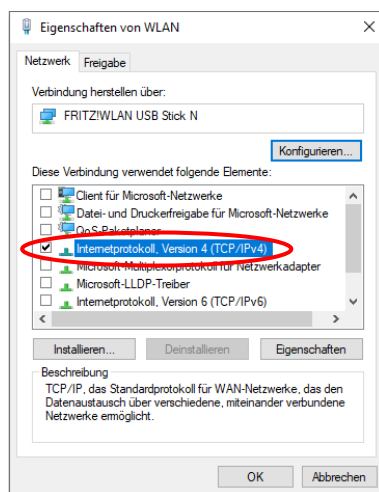 Eigenschaften von WLAN
Netzwerk Freigabe
Verbindung herstellen über:
FRITZ!WLAN USB Stick N
Konfigurieren...
Diese Verbindung verwendet folgende Elemente:
Client für Microsoft-Netzwerke
Datei- und Druckerfreigabe für Microsoft-Netzwerke
QoS-Paketplaner
Internetprotokoll, Version 4 (TCP/IPv4)
Microsoft-Multiplexorprotokoll für Netzwerkadapter
Microsoft-LLDP-Treiber
Internetprotokoll, Version 6 (TCP/IPv6)
Installieren... Deinstallieren Eigenschaften
Beschreibung
TCP/IP, das Standardprotokoll für WAN-Netzwerke, das den
Datenaustausch über verschiedene, miteinander verbundene
Netzwerke ermöglicht.
OK Abbrechen